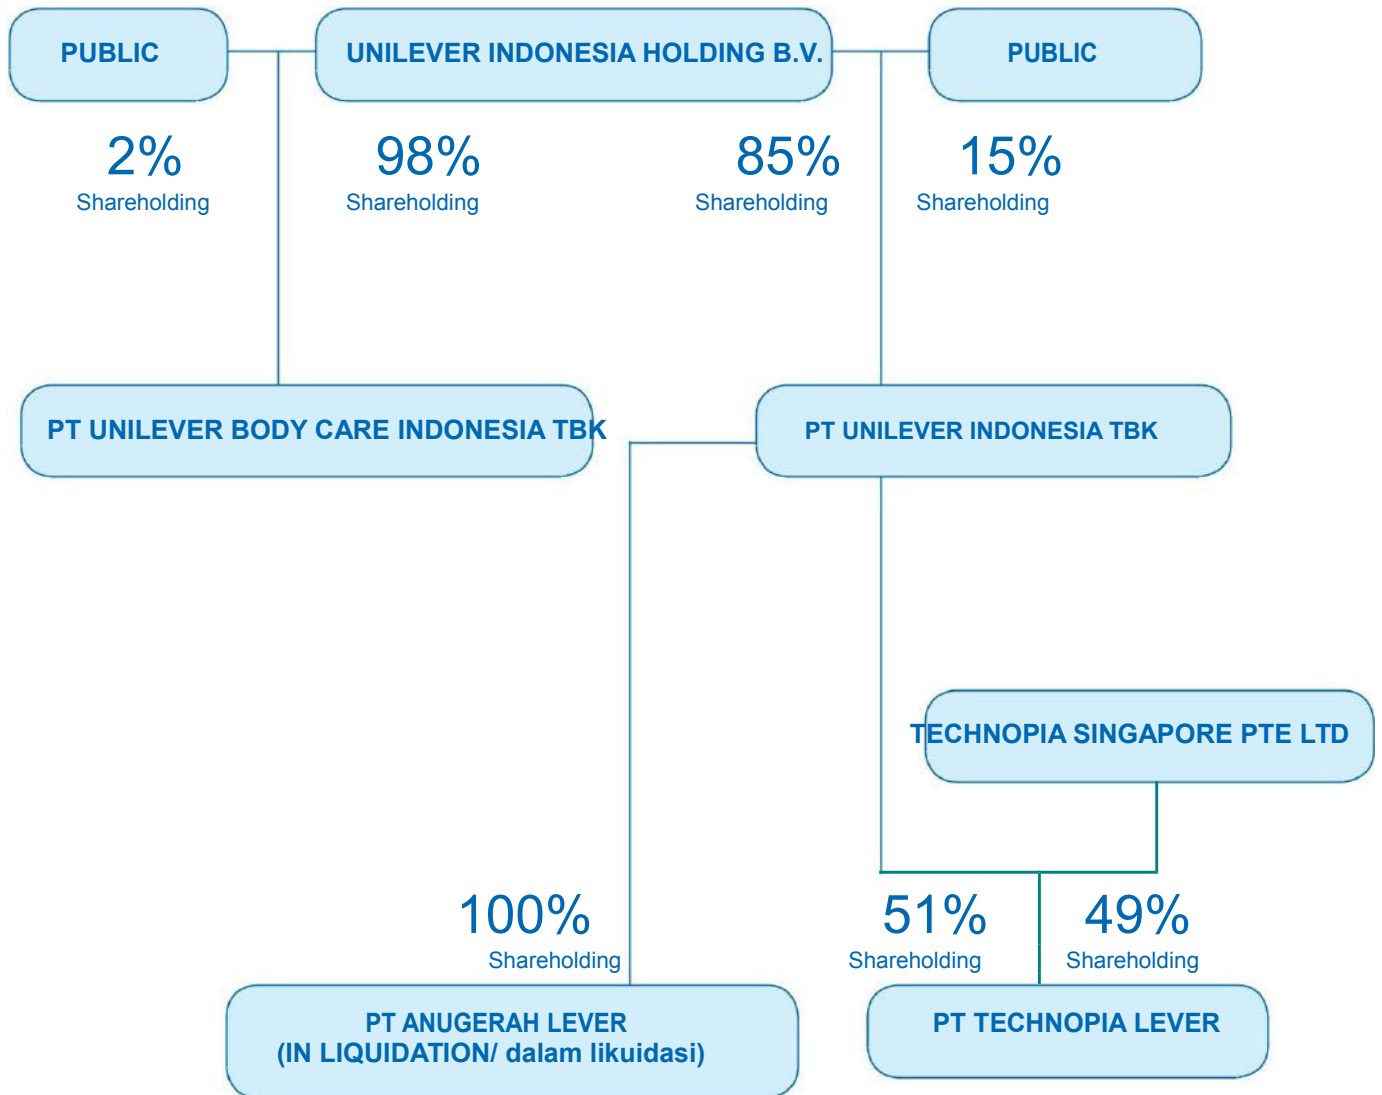 PUBLIC
UNILEVER INDONESIA HOLDING B.V.
PUBLIC
2%
Shareholding
98%
Shareholding
85%
Shareholding
15%
Shareholding
PT UNILEVER BODY CARE INDONESIA TBK
PT UNILEVER INDONESIA TBK
TECHNOPIA SINGAPORE PTE LTD
100%
Shareholding
51%
Shareholding
49%
Shareholding
PT ANUGERAH LEVER
(IN LIQUIDATION/ dalam likuidasi)
PT TECHNOPIA LEVER